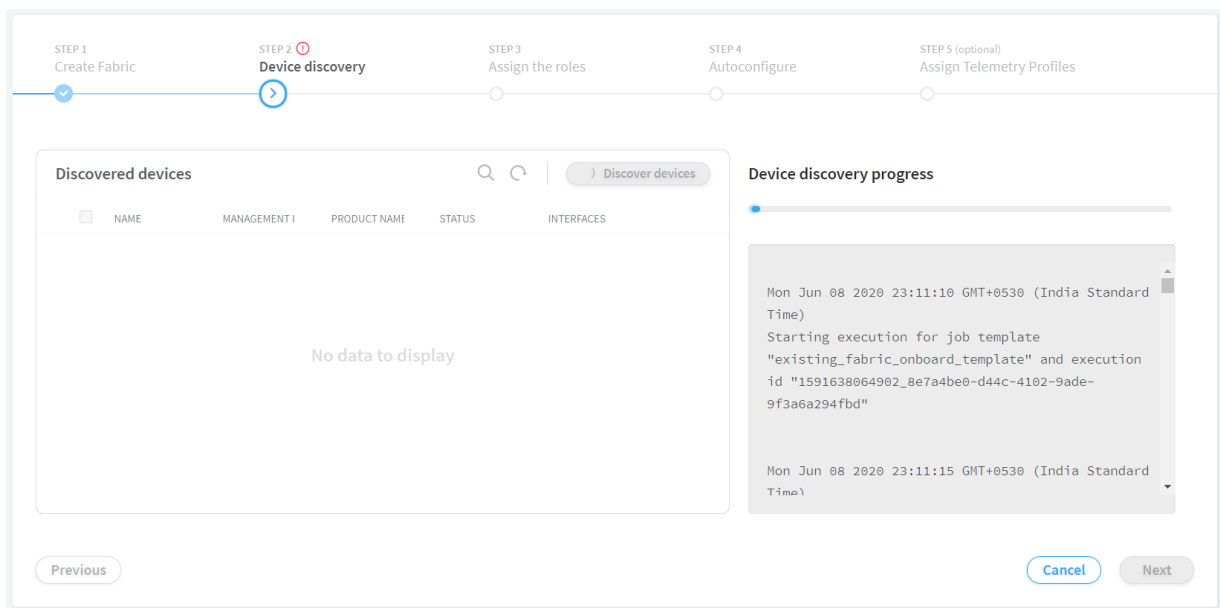 STEP 1
Create Fabric
STEP 2
Device discovery
STEP 3
Assign the roles
STEP 4
Autoconfigure
STEP 5 (optional)
Assign Telemetry Profiles
Discovered devices
Discover devices
NAME
MANAGEMENT I
PRODUCT NAME
STATUS
INTERFACES
No data to display
Device discovery progress
Mon Jun 08 2020 23:11:10 GMT+0530 (India Standard
Time)
Starting execution for job template
"existing_fabric_onboard_template" and execution
id "1591638064902_8e7a4be0-d44c-4102-9ade-
9f3a6a294fbd"
Mon Jun 08 2020 23:11:15 GMT+0530 (India Standard
Time)
Previous
Cancel
Next